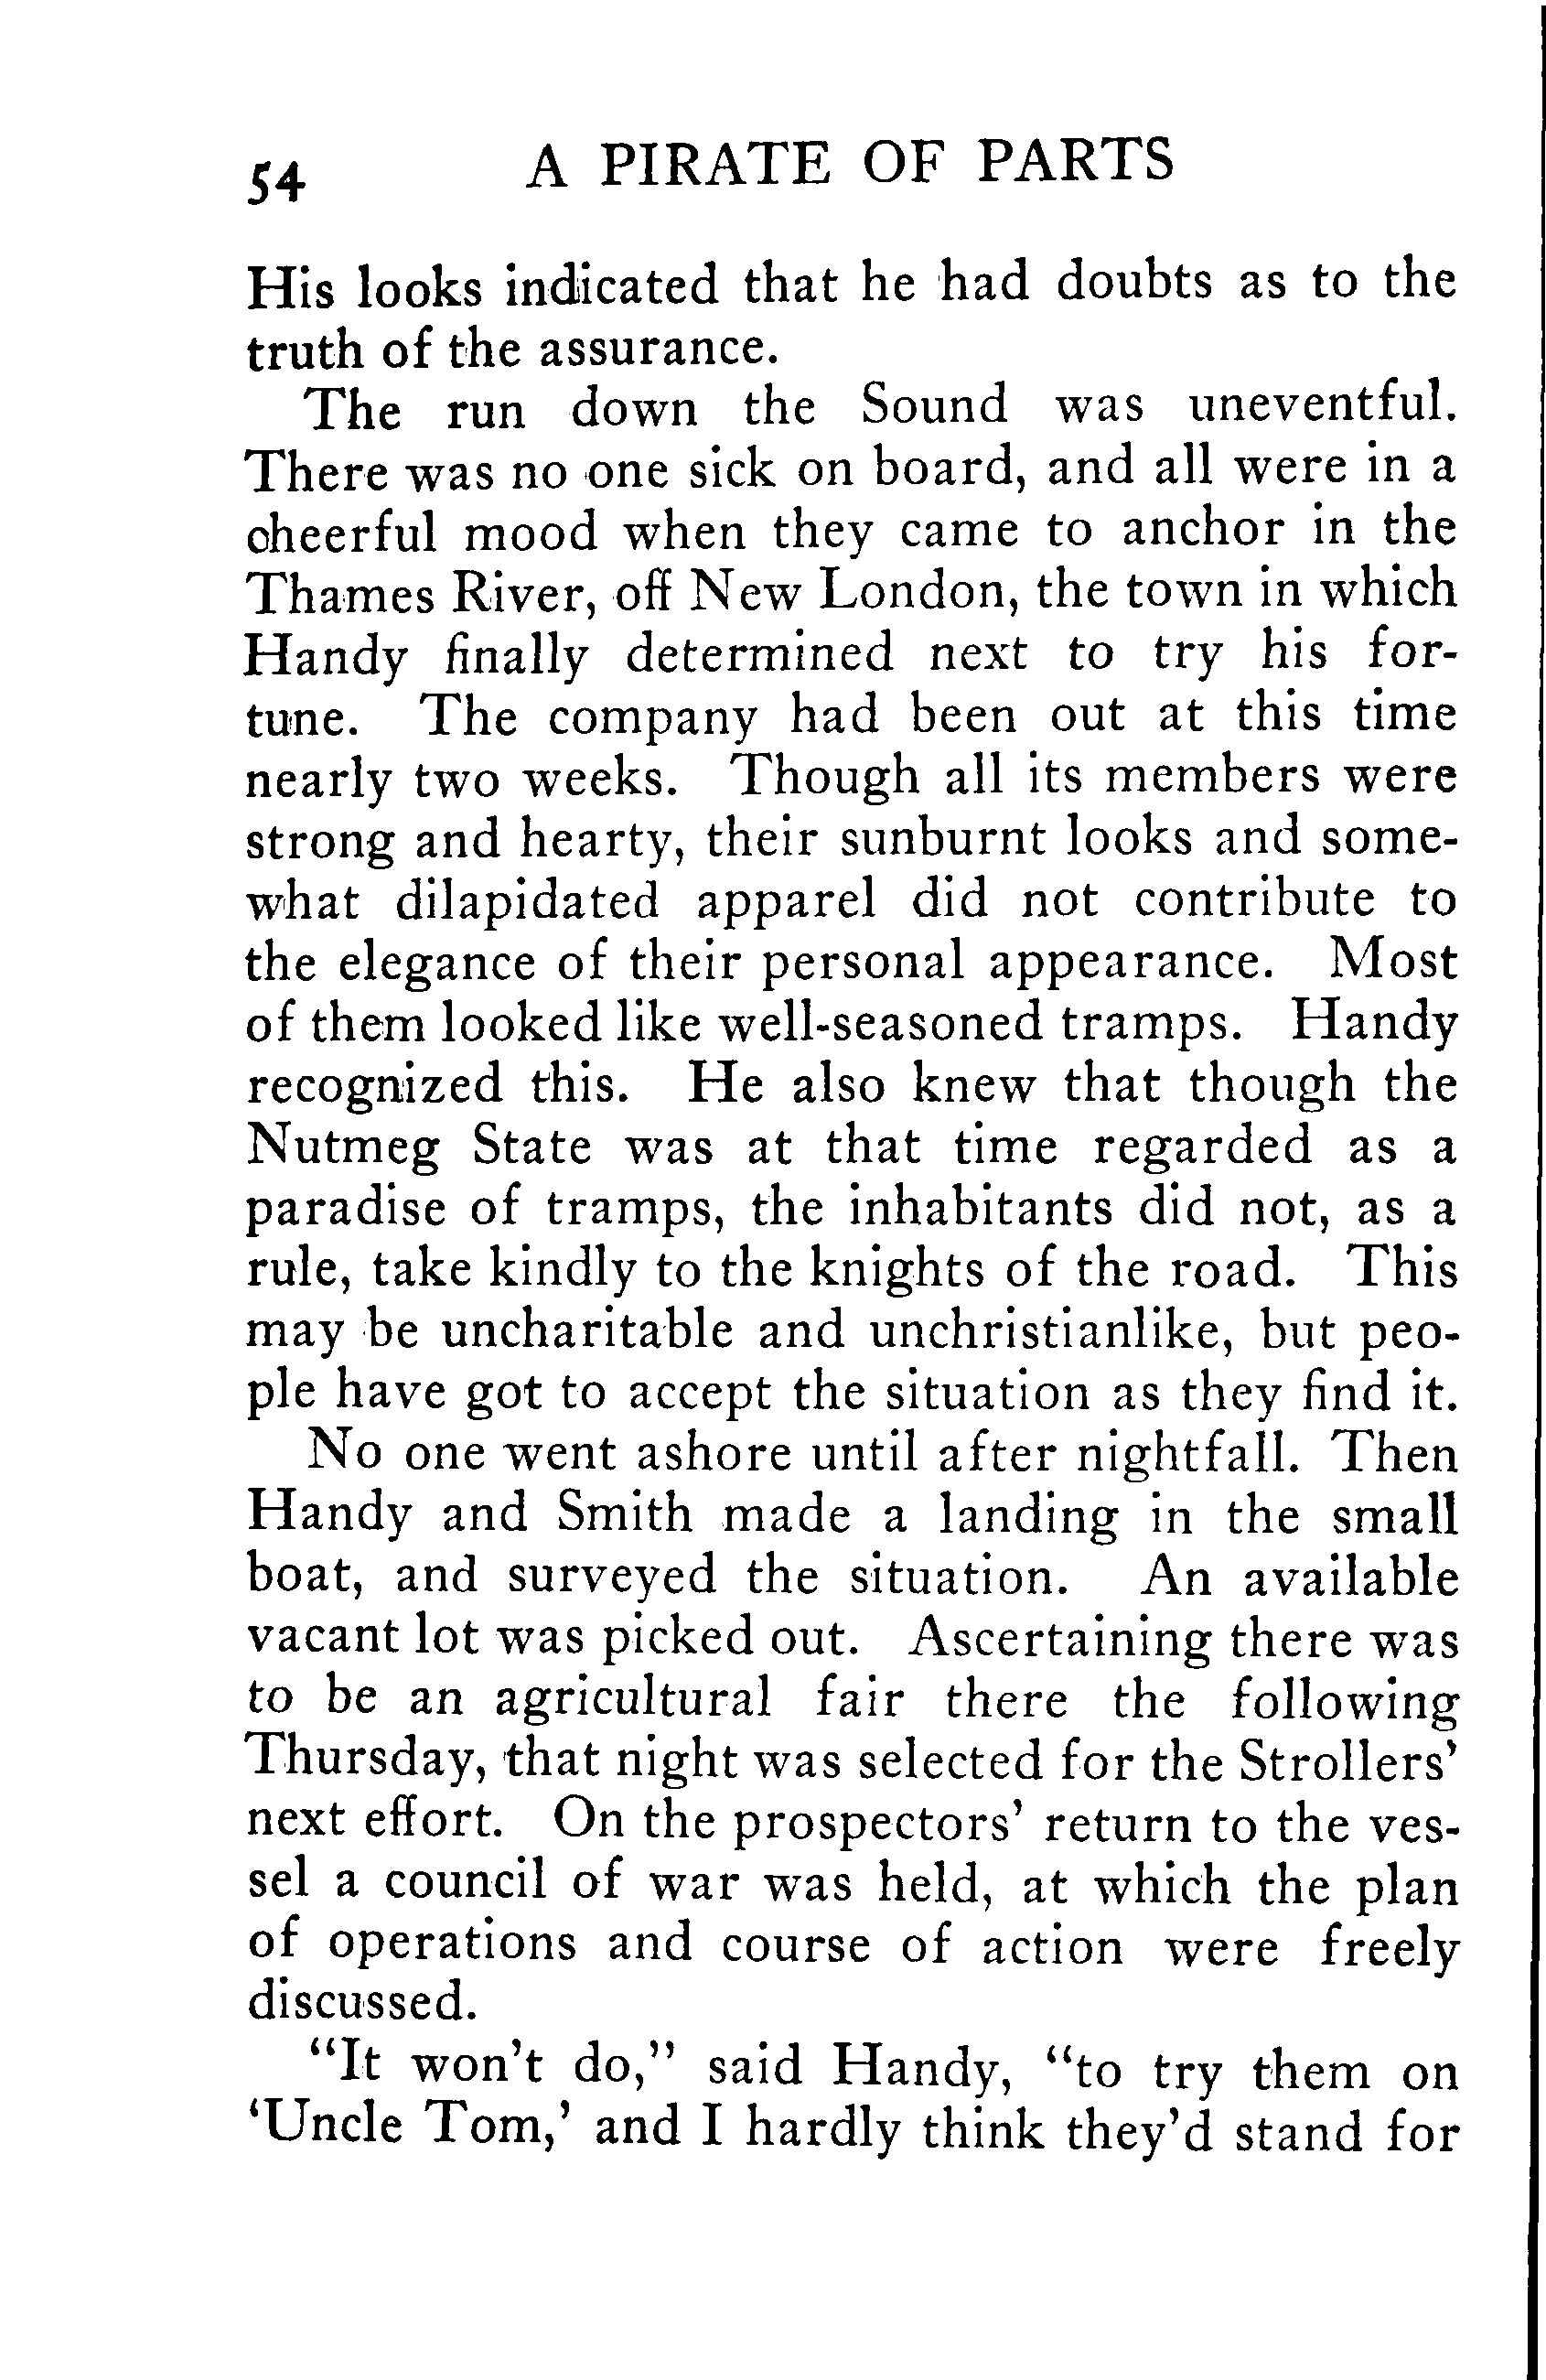 54 A PIRATE OF PARTS
His looks indicated that he had doubts as to the
truth of the assurance.
The run down the Sound was uneventful.
There was no one sick on board, and all were in a
cheerful mood when they came to anchor in the
Thames River, off New London, the town in which
Handy finally determined next to try his for-
tune. The company had been out at this time
nearly two weeks. Though all its members were
strong and hearty, their sunburnt looks and some-
what dilapidated apparel did not contribute to
the elegance of their personal appearance. Most
of them looked like well-seasoned tramps. Handy
recognized this. He also knew that though the
Nutmeg State was at that time regarded as a
paradise of tramps, the inhabitants did not, as a
rule, take kindly to the knights of the road. This
may be uncharitable and unchristianlike, but peo-
ple have got to accept the situation as they find it.
No one went ashore until after nightfall. Then
Handy and Smith made a landing in the small
boat, and surveyed the situation. An available
vacant lot was picked out. Ascertaining there was
to be an agricultural fair there the following
Thursday, that night was selected for the Strollers'
next effort. On the prospectors' return to the ves-
sel a council of war was held, at which the plan
of operations and course of action were freely
discussed.
"It won't do," said Handy, "to try them on
'Uncle Tom,' and I hardly think they'd stand for